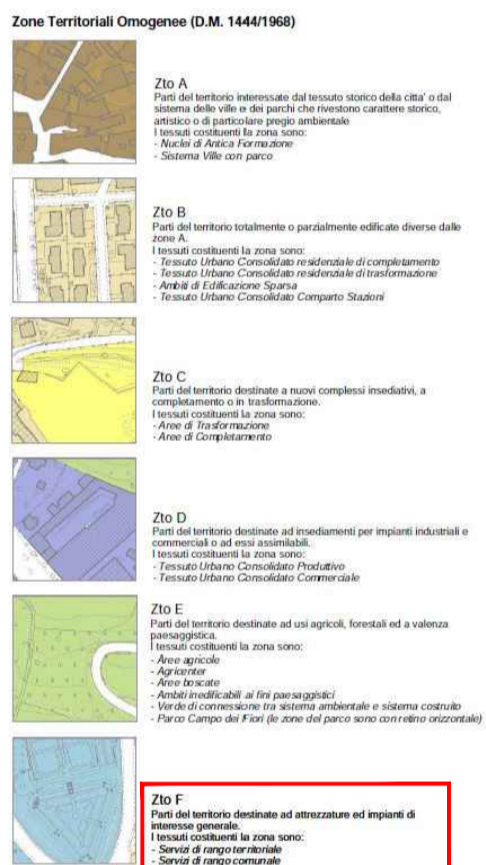 Zone Territoriali Omogenee (D.M. 1444/1968)
Zto A
Parti del territorio interessate dal tessuto storico della citta' o dal
sistema delle ville e dei parchi che rivestono carattere storico,
artistico o di particolare pregio ambientale
I tessuti costituenti la zona sono:
- Nuclei di Antica Formazione
- Sistema Ville con parco
Zto B
Parti del territorio totalmente o parzialmente edificate diverse dalle
zone A.
I tessuti costituenti la zona sono:
- Tessuto Urbano Consolidato residenziale di completamento
- Tessuto Urbano Consolidato residenziale di trasformazione
- Ambiti di Edificazione Sparsa
- Tessuto Urbano Consolidato Comparto Stazioni
Zto C
Parti del territorio destinate a nuovi complessi insediativi, a
completamento o in trasformazione.
I tessuti costituenti la zona sono:
- Aree di Trasformazione
- Aree di Completamento
Zto D
Parti del territorio destinate ad insediamenti per impianti industriali e
commerciali o ad essi assimilabili.
I tessuti costituenti la zona sono:
- Tessuto Urbano Consolidato Produttivo
- Tessuto Urbano Consolidato Commerciale
Zto E
Parti del territorio destinate ad usi agricoli, forestali ed a valenza
paesaggistica.
I tessuti costituenti la zona sono:
- Aree agricole
- Agricenter
- Aree boscate
- Ambiti inedificabili ai fini paesaggistici
- Verde di connessione tra sistema ambientale e sistema costruito
- Parco Campo dei Fiori (le zone del parco sono con retino orizzontale)
Zto F
Parti del territorio destinate ad attrezzature ed impianti di
interesse generale.
I tessuti costituenti la zona sono:
- Servizi di rango territoriale
- Servizi di rango comunale